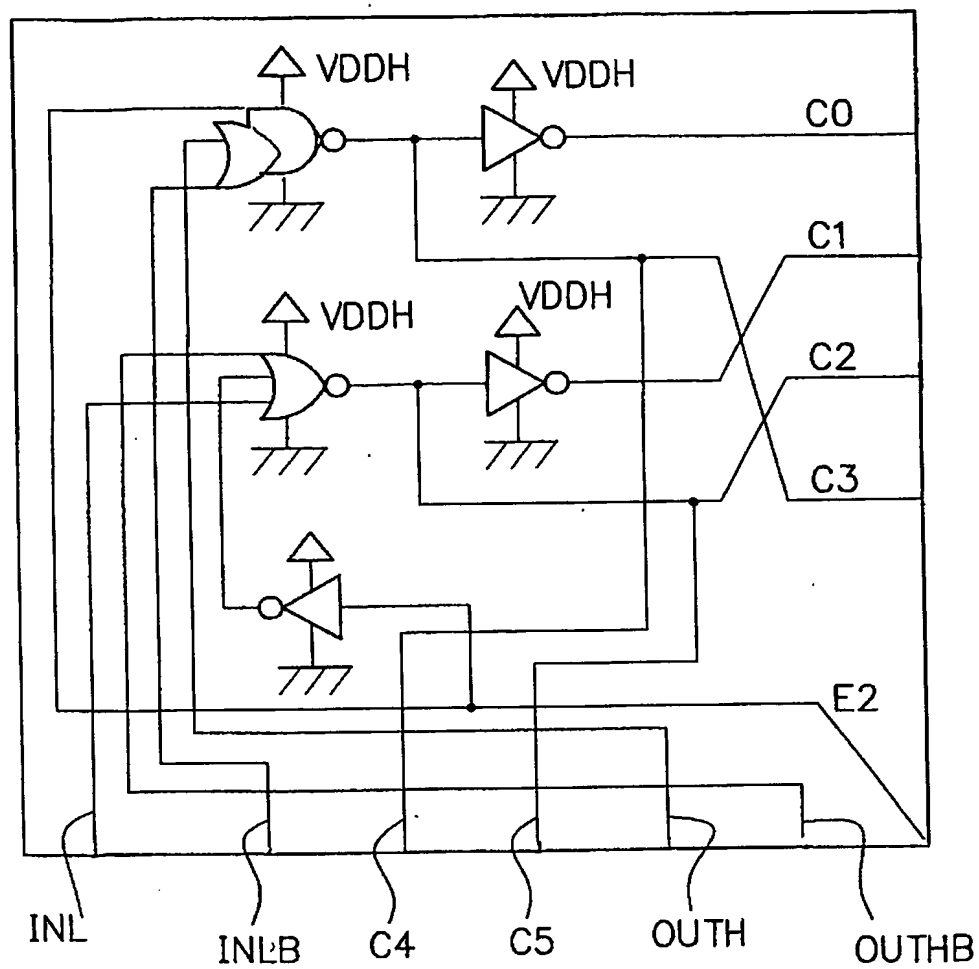 VDDH
VDDH
C0
C1
VDDH
VDDH
C2
C3
E2
INL
INLB
C4
C5
OUTH
OUTHB